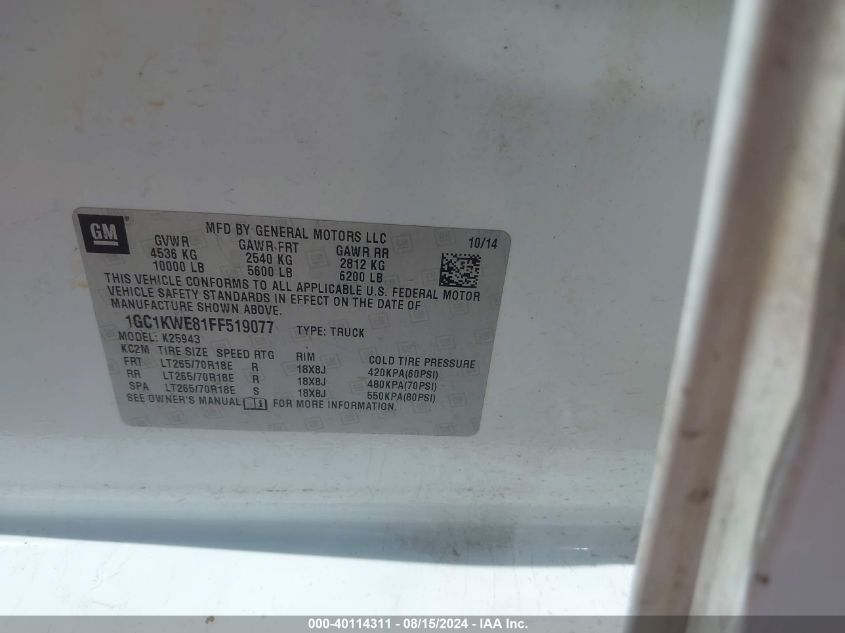 GM ® MFD BY GENERAL MOTORS LLC 10/14
GVWR GAWR FRT GAWR RR
4536 KG 2540 KG 2812 KG
10000 LB 5600 LB 6200 LB
THIS VEHICLE CONFORMS TO ALL APPLICABLE U.S. FEDERAL MOTOR
VEHICLE SAFETY STANDARDS IN EFFECT ON THE DATE OF
MANUFACTURE SHOWN ABOVE.
1GC1KWE81FF519077 TYPE: TRUCK
MODEL: K25943
KC2M TIRE SIZE SPEED RTG RIM COLD TIRE PRESSURE
FRT LT265/70R18E R 18X8J 420KPA(60PSI)
RR LT265/70R18E R 18X8J 480KPA(70PSI)
SPA LT265/70R18E S 18X8J 550KPA(80PSI)
SEE OWNER'S MANUAL FOR MORE INFORMATION.
000-40114311 - 08/15/2024 - IAA Inc.